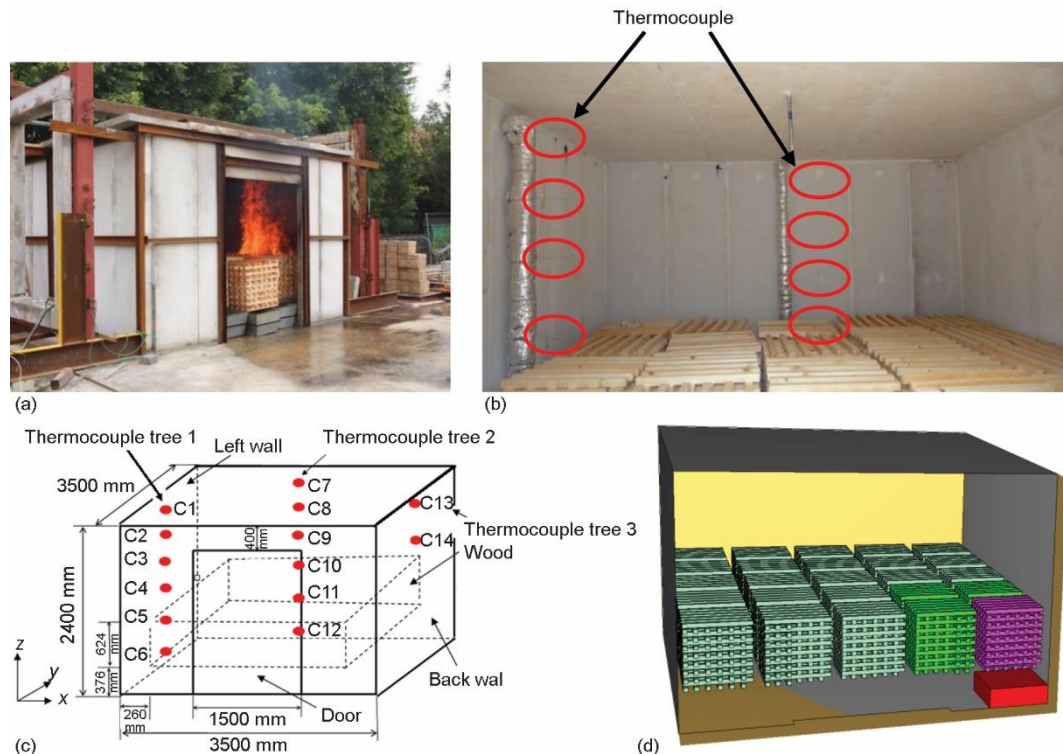 Thermocouple
(a)
(b)
Thermocouple tree 1
Left wall
Thermocouple tree 2
3500 mm
C1
C2
C3
C4
C5
C6
C7
C8
C9
C10
C11
C12
C13
C14
Thermocouple tree 3
Wood
400
mm
2400 mm
624
mm
376
mm
z
y
x
260
mm
1500 mm
3500 mm
Door
Back wal
(c)
(d)